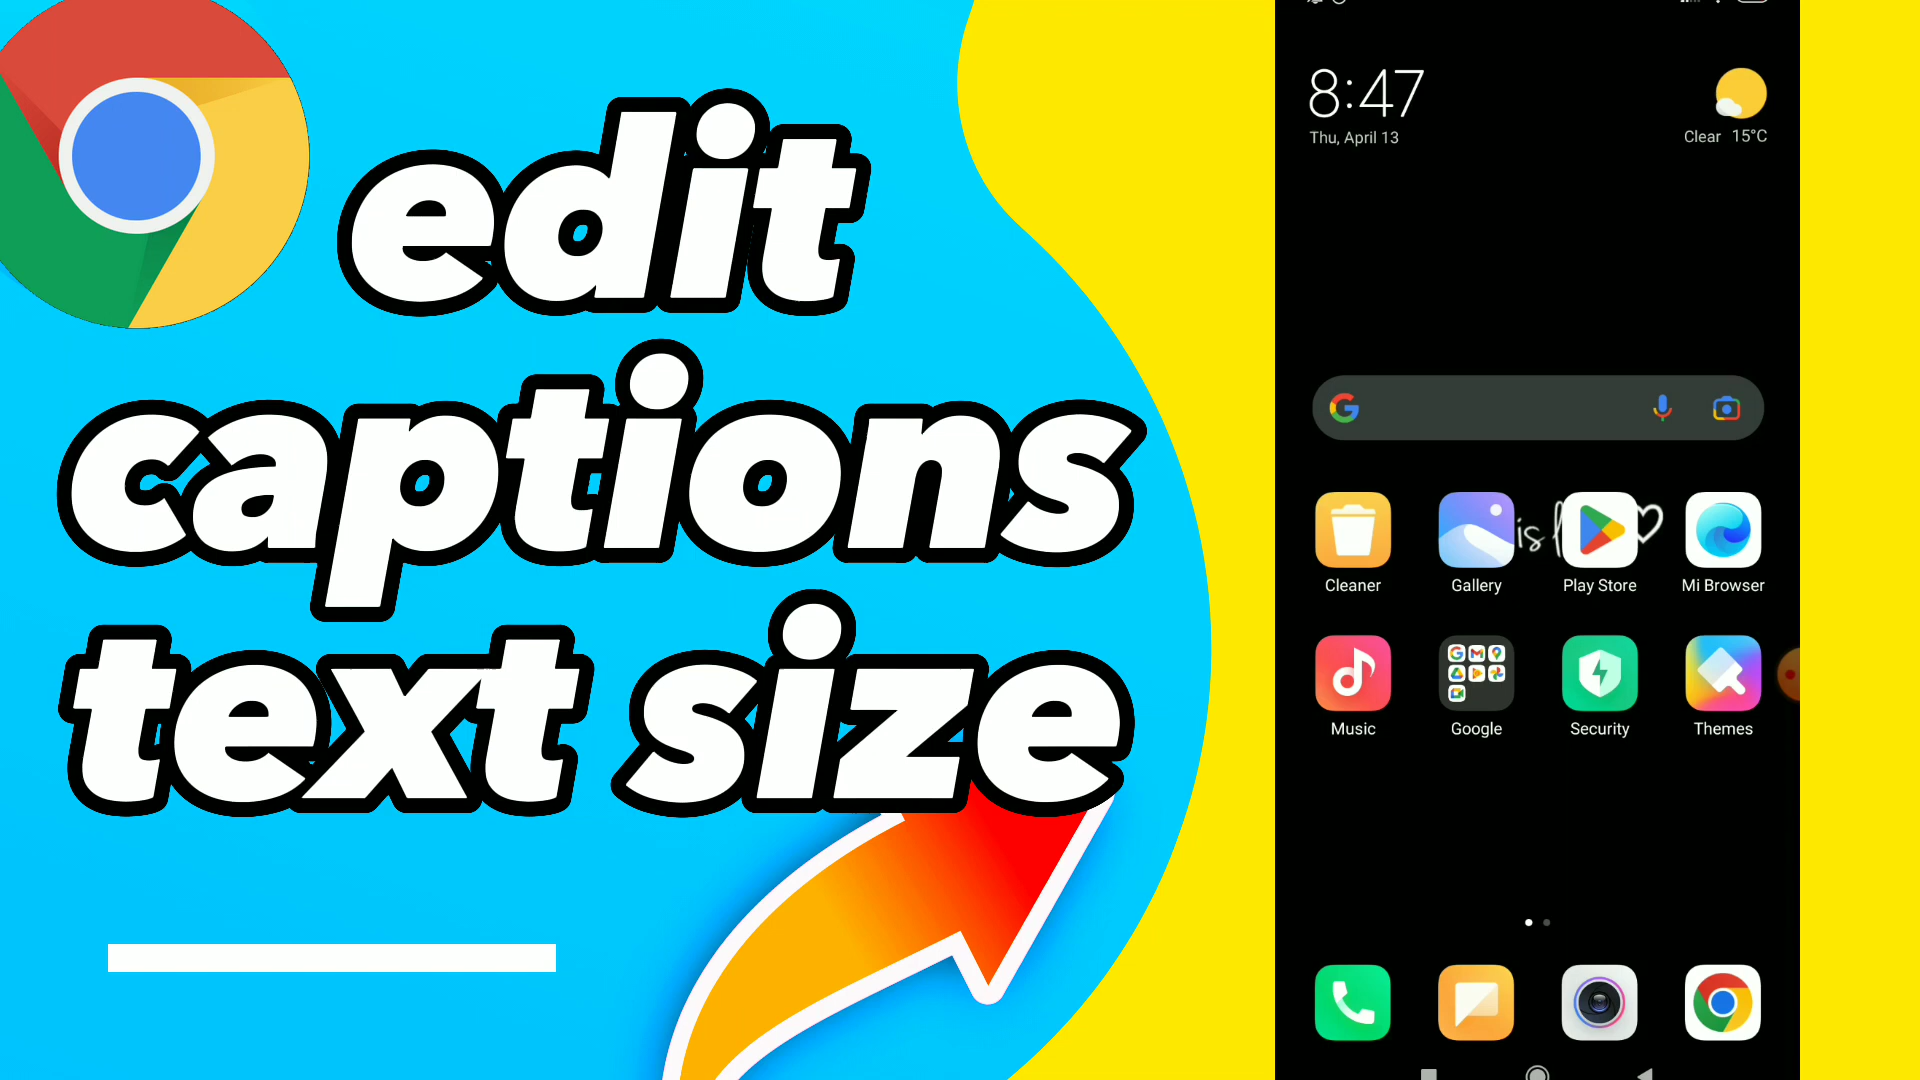 edit
captions
text size
8:47
Thu, April 13
Clear 15°C
is
Cleaner
Gallery
Play Store
Mi Browser
Music
Google
Security
Themes